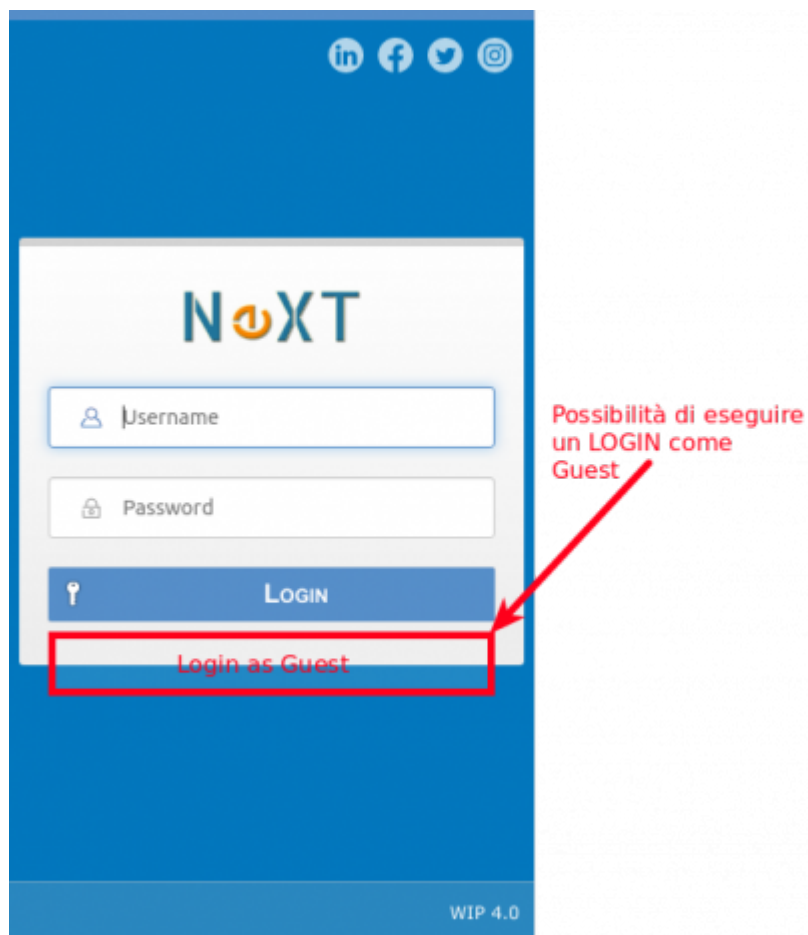 NeXT
Username
Password
LOGIN
Login as Guest
Possibilità di eseguire
un LOGIN come
Guest
WIP 4.0